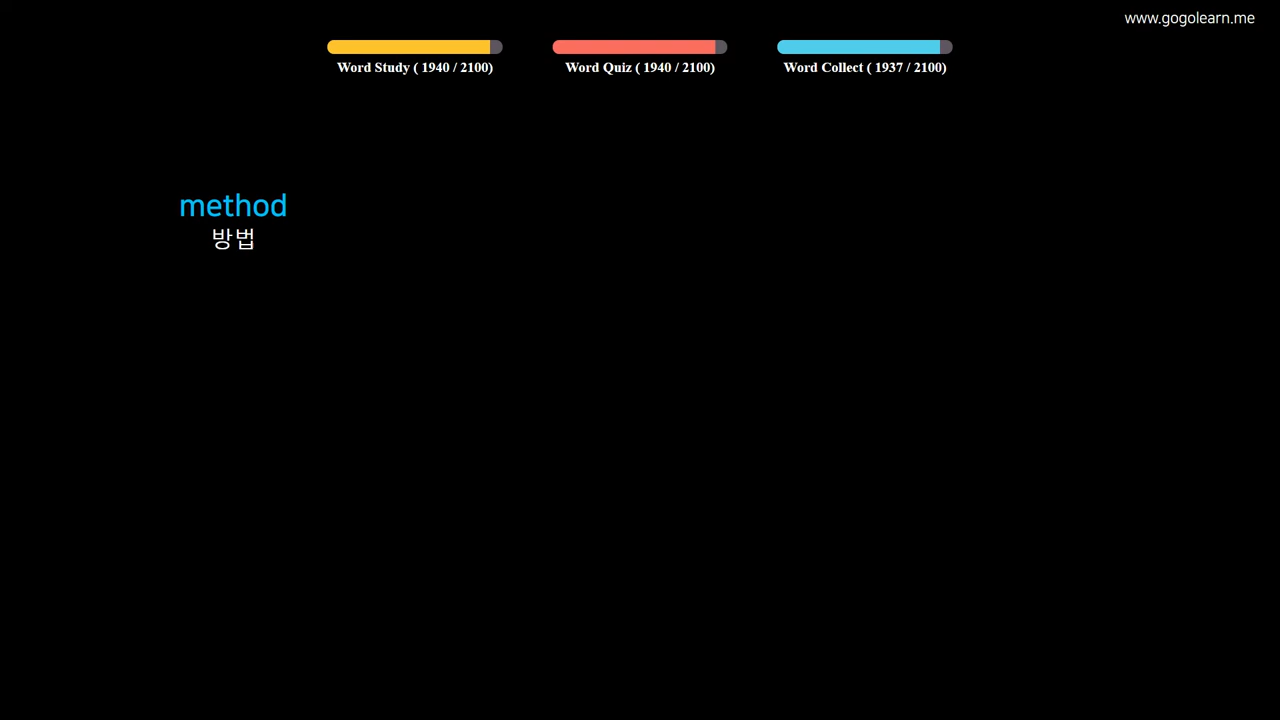 www.gogolearn.me
Word Study ( 1940 / 2100)
Word Quiz ( 1940 / 2100)
Word Collect ( 1937 / 2100)
method
방법